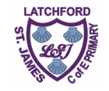 LATCHFORD
ST. JAMES
LSJ
C of E PRIMARY